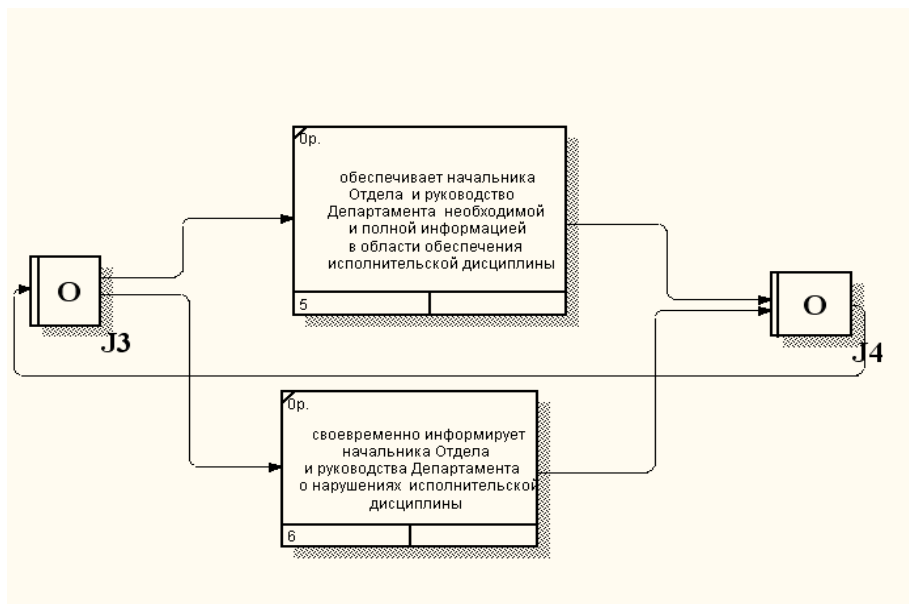 0р.
обеспечивает начальника
Отдела и руководство
Департамента необходимой
и полной информацией
в области обеспечения
исполнительской дисциплины
5
O
J3
O
J4
0р.
своевременно информирует
начальника Отдела
и руководства Департамента
о нарушениях исполнительской
дисциплины
6